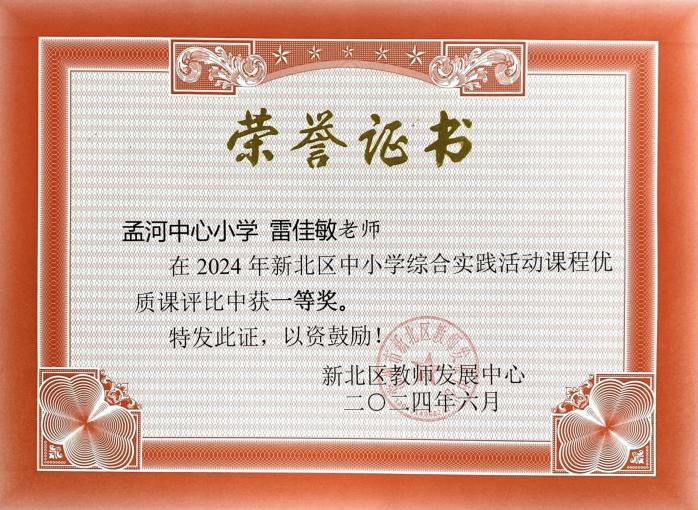 荣誉证书
孟河中心小学 雷佳敏老师
在 2024 年新北区中小学综合实践活动课程优
质课评比中获一等奖。
特发此证，以资鼓励！
新北区教师发展中心
二〇二四年六月